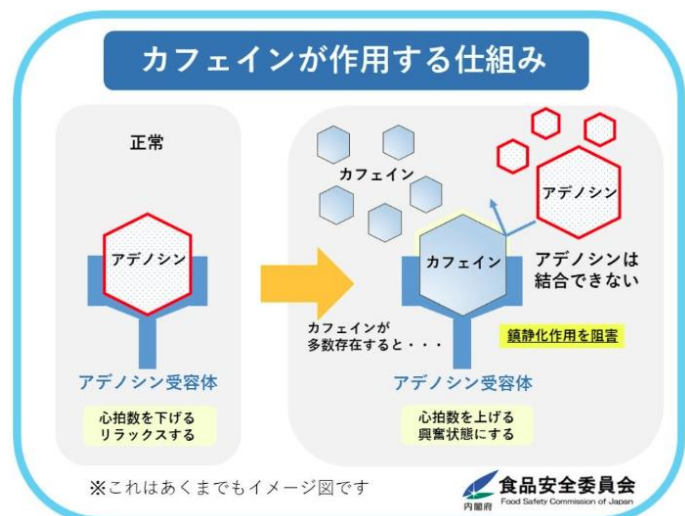 カフェインが作用する仕組み
正常
アデノシン
アデノシン受容体
心拍数を下げる
リラックスする
カフェイン
アデノシン
カフェイン
アデノシンは
結合できない
カフェインが
多数存在すると・・・
鎮静化作用を阻害
アデノシン受容体
心拍数を上げる
興奮状態にする
※これはあくまでもイメージ図です
内閣府
食品安全委員会
Food Safety Commission of Japan